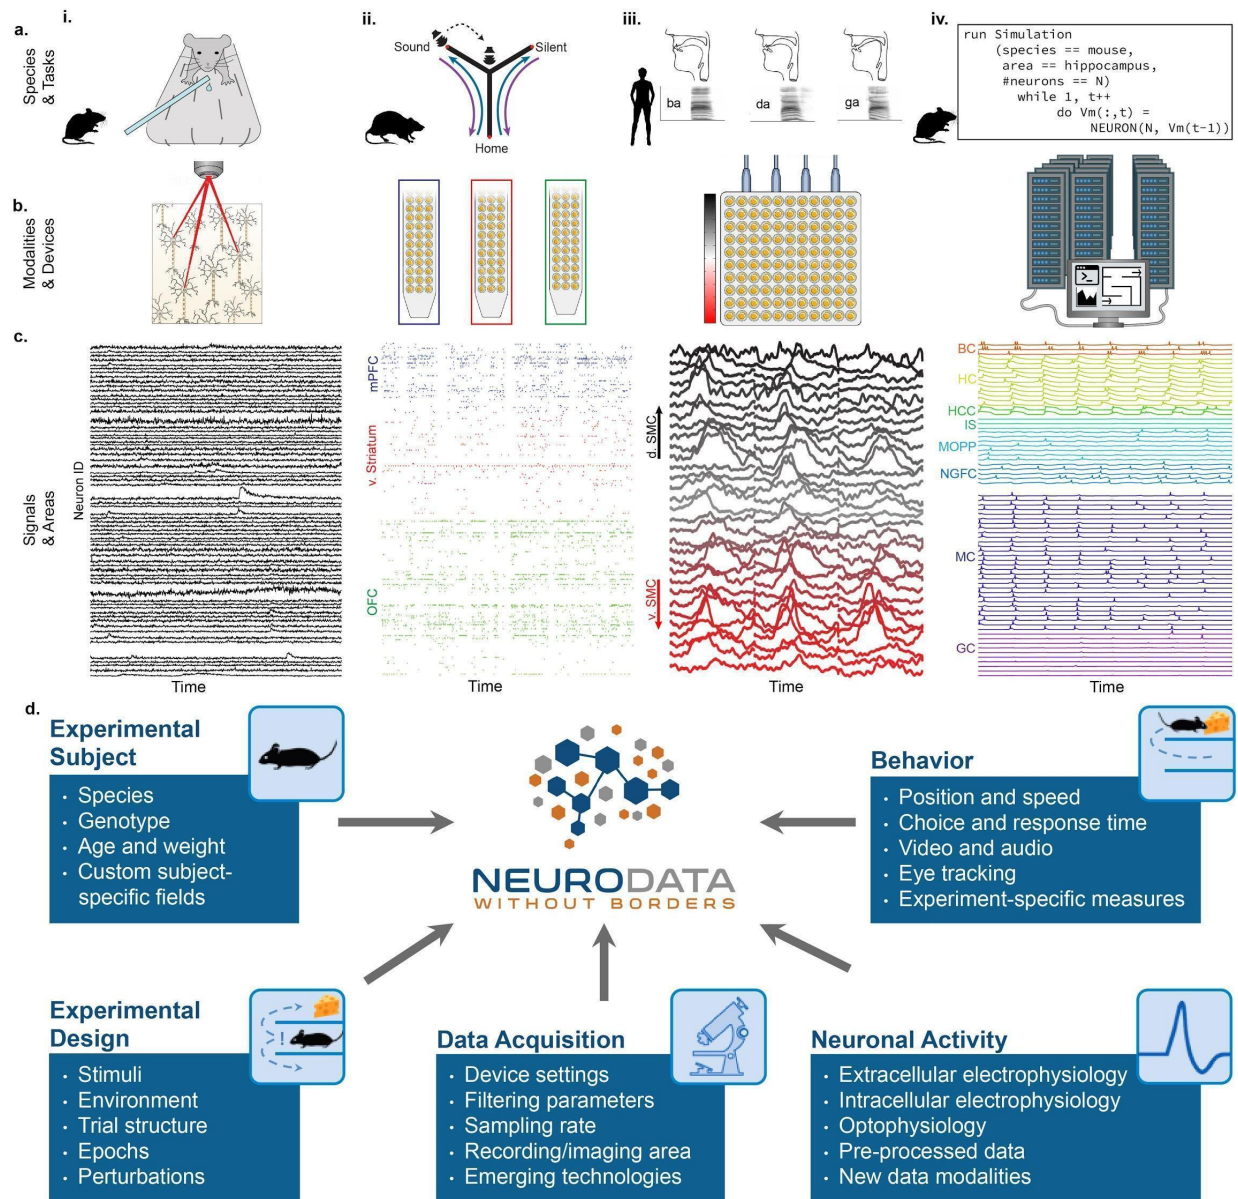 i.
ii.
iii.
iv.
a.
Species
& Tasks
Sound
Silent
Home
ba
da
ga
run Simulation
(species == mouse,
area == hippocampus,
#neurons == N)
while 1, t++
do Vm(:,t) =
NEURON(N, Vm(t-1))
b.
Modalities
& Devices
c.
Signals
& Areas
Neuron ID
Time
mPFC
v. Striatum
OFC
Time
d. SMC
v. SMC
Time
BC
HC
HCC
IS
MOPP
NGFC
MC
GC
Time
d.
Experimental
Subject
· Species
· Genotype
· Age and weight
· Custom subject-
specific fields
NEURODATA
WITHOUT BORDERS
Behavior
· Position and speed
· Choice and response time
· Video and audio
· Eye tracking
· Experiment-specific measures
Experimental
Design
!
· Stimuli
· Environment
· Trial structure
· Epochs
· Perturbations
Data Acquisition
· Device settings
· Filtering parameters
· Sampling rate
· Recording/imaging area
· Emerging technologies
Neuronal Activity
· Extracellular electrophysiology
· Intracellular electrophysiology
· Optophysiology
· Pre-processed data
· New data modalities